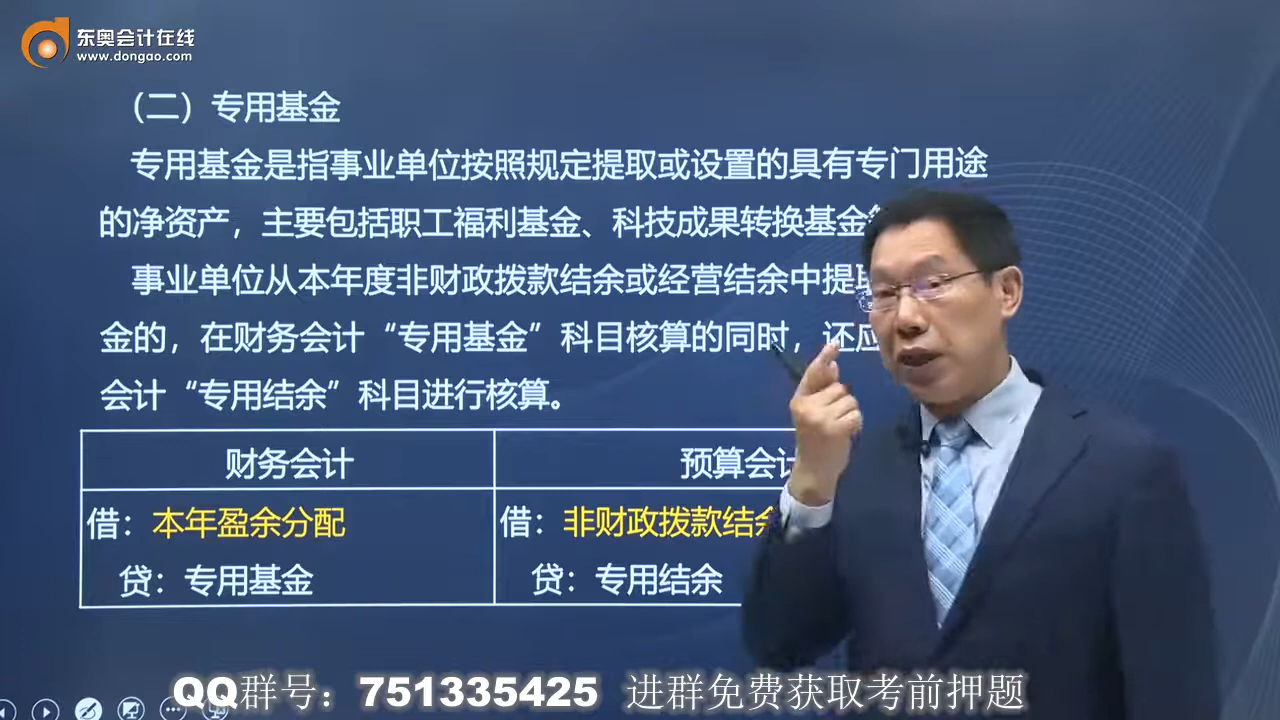 东奥会计在线
www.dongao.com
（二）专用基金
专用基金是指事业单位按照规定提取或设置的具有专门用途
的净资产，主要包括职工福利基金、科技成果转换基金
事业单位从本年度非财政拨款结余或经营结余中提取
金的，在财务会计“专用基金”科目核算的同时，还应
会计“专用结余”科目进行核算。
财务会计
预算会计
借：本年盈余分配
借：非财政拨款结余
贷：专用基金
贷：专用结余
QQ群号：751335425 进群免费获取考前押题